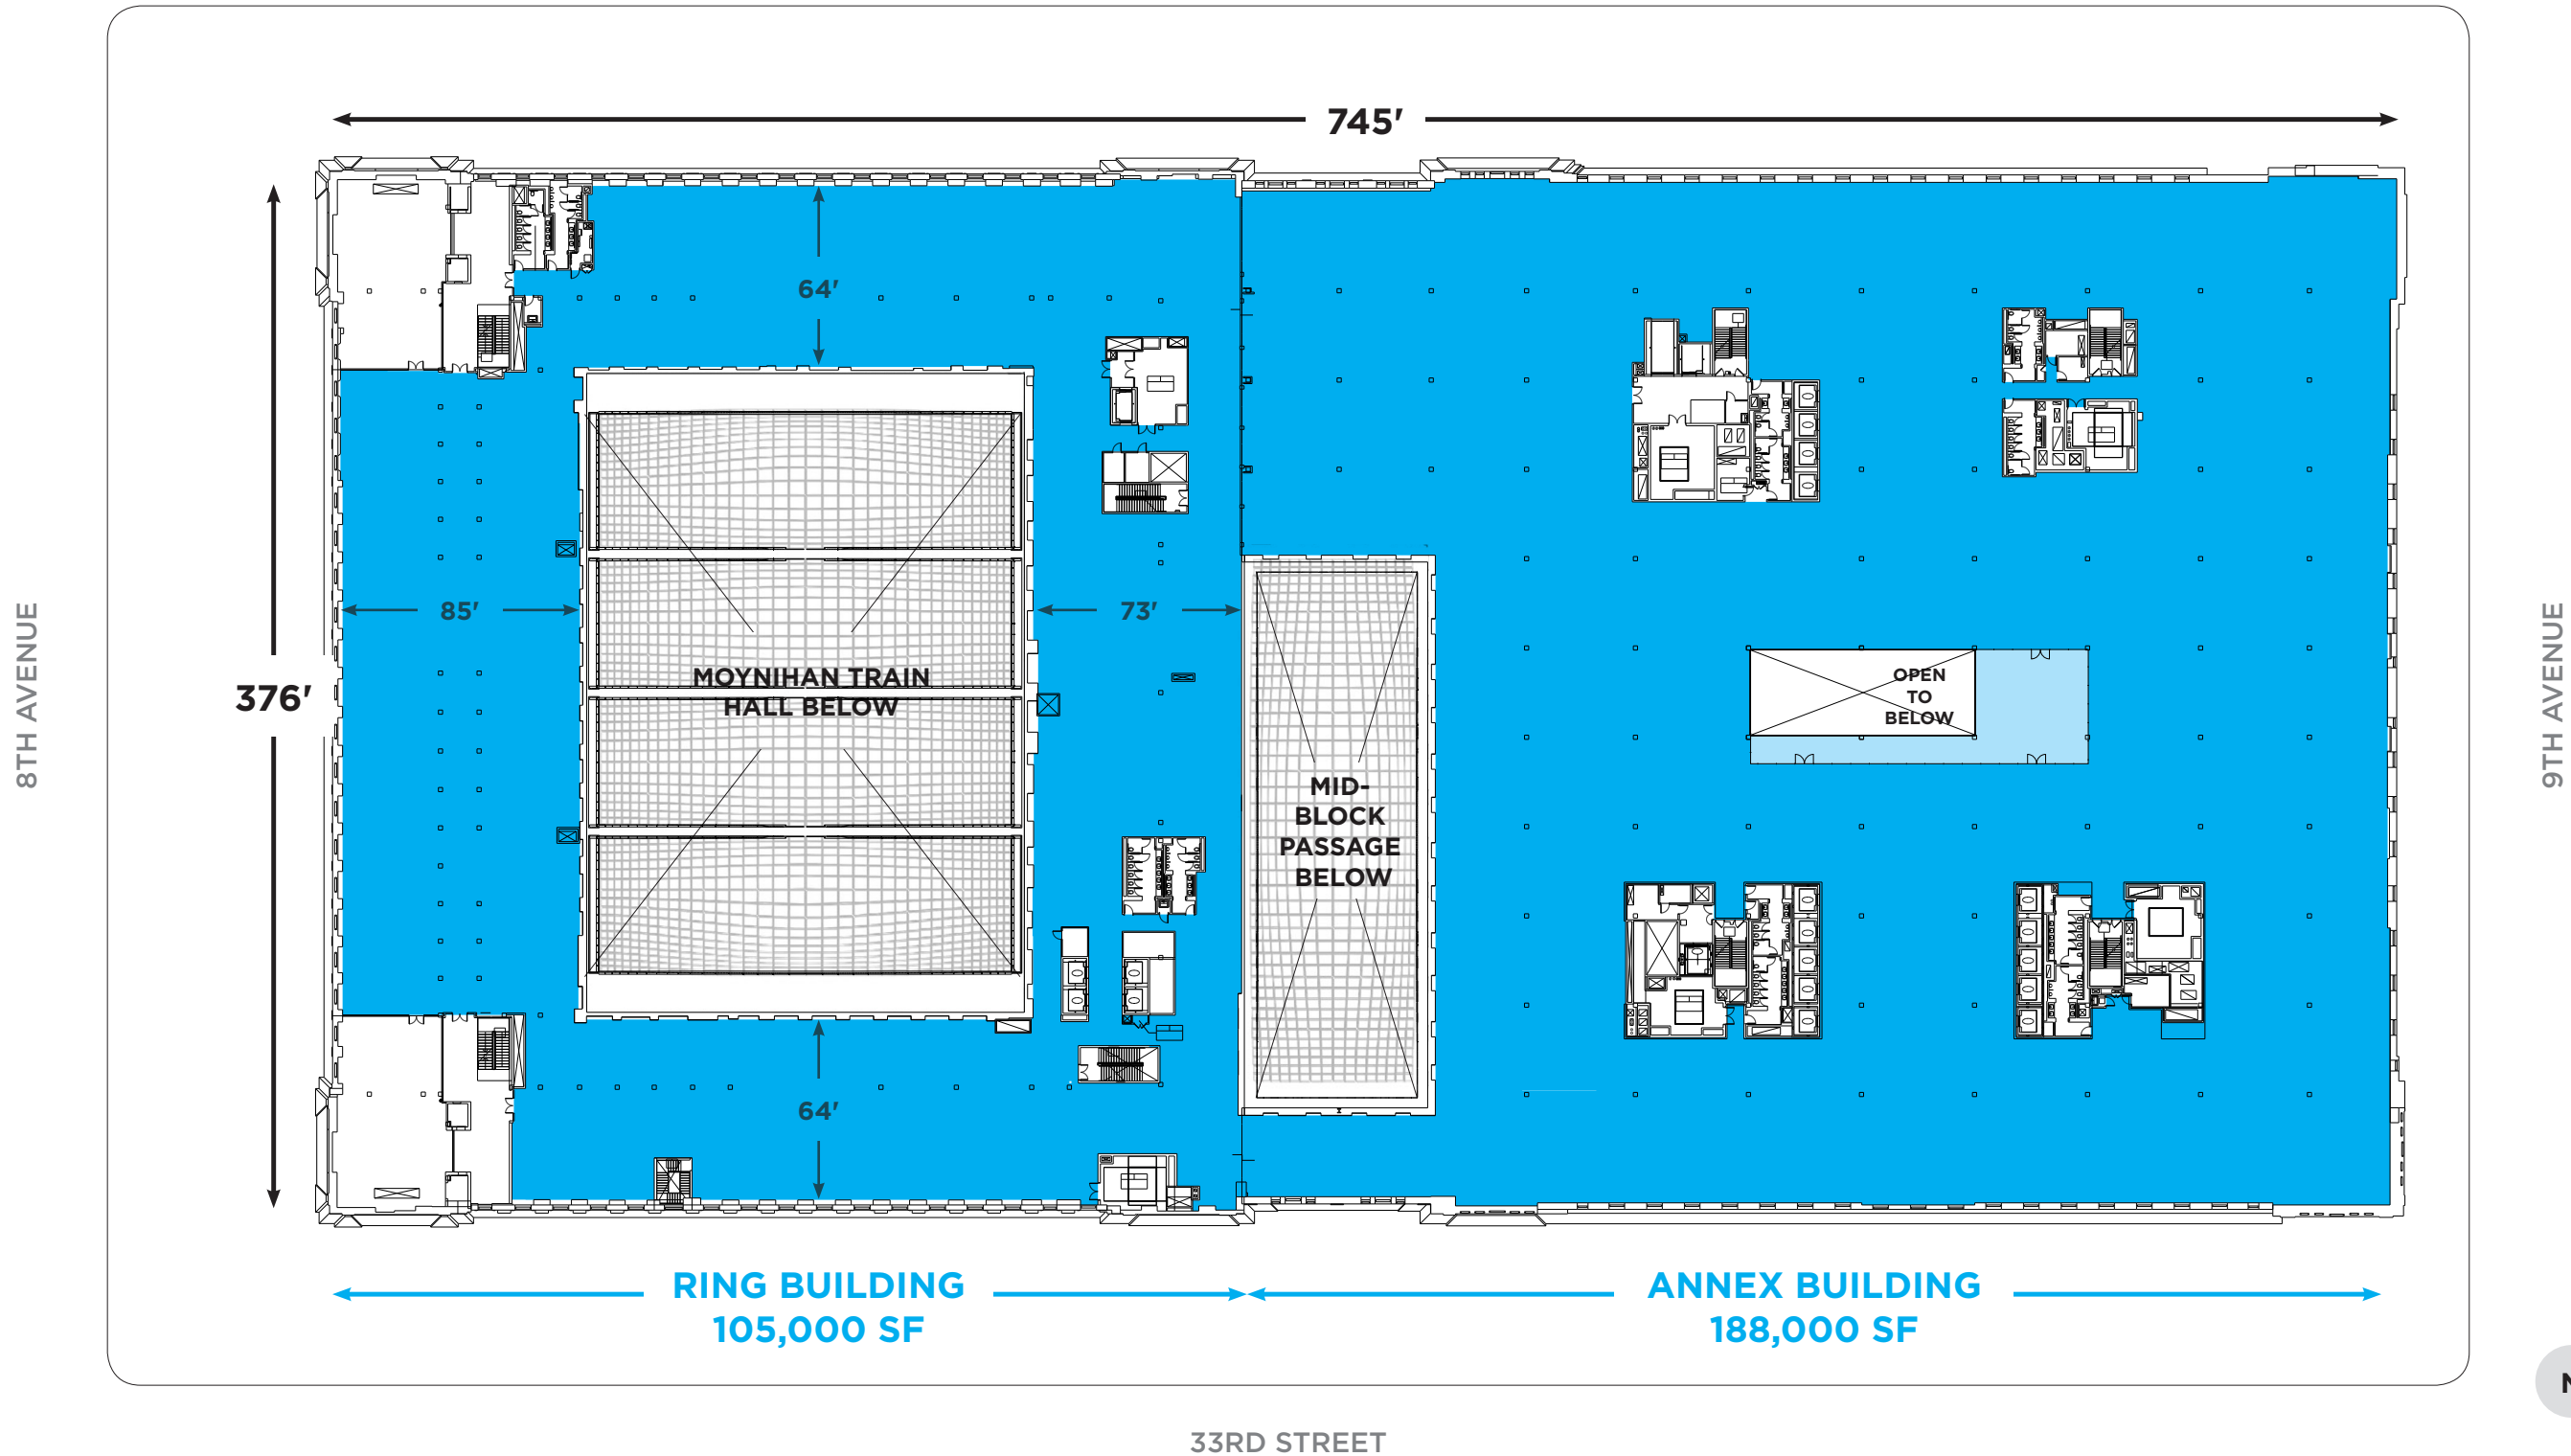 745'
64'
85'
73'
376'
8TH AVENUE
9TH AVENUE
MOYNIHAN TRAIN
HALL BELOW
OPEN
TO
BELOW
MID-
BLOCK
PASSAGE
BELOW
64'
RING BUILDING
105,000 SF
ANNEX BUILDING
188,000 SF
33RD STREET